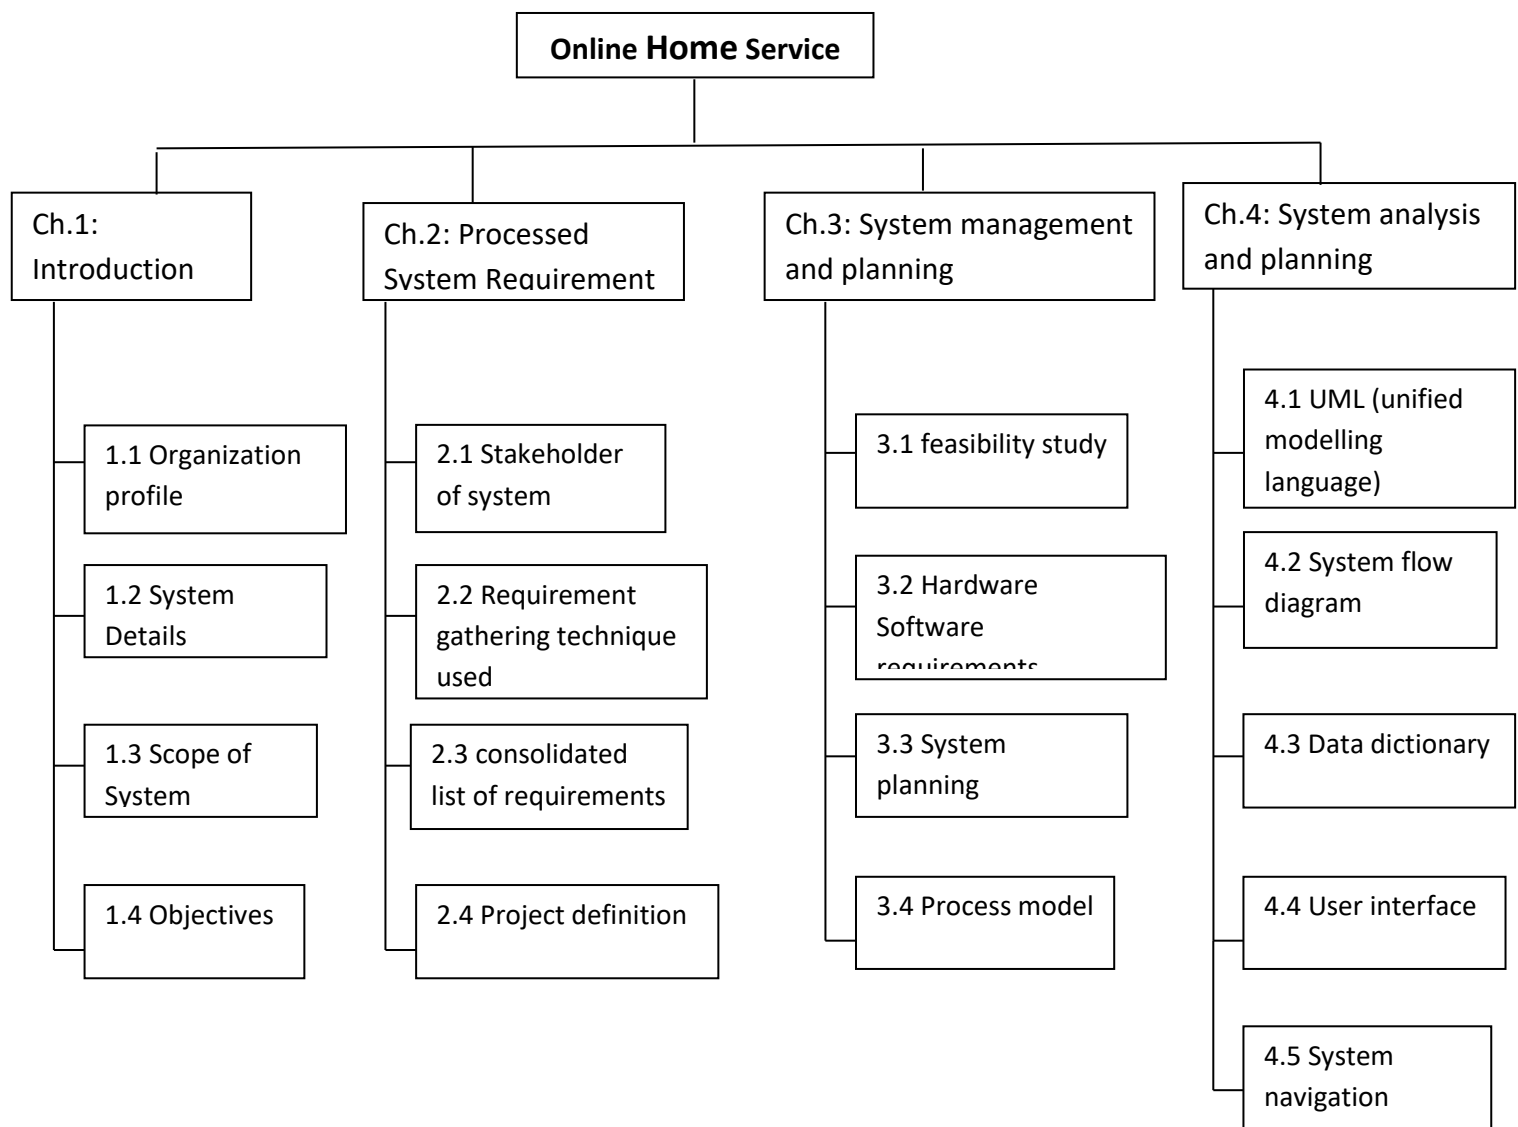 Online Home Service
Ch.1:
Introduction
Ch.2: Processed
System Requirement
Ch.3: System management
and planning
Ch.4: System analysis
and planning
1.1 Organization
profile
1.2 System
Details
1.3 Scope of
System
1.4 Objectives
2.1 Stakeholder
of system
2.2 Requirement
gathering technique
used
2.3 consolidated
list of requirements
2.4 Project definition
3.1 feasibility study
3.2 Hardware
Software
requirements
3.3 System
planning
3.4 Process model
4.1 UML (unified
modelling
language)
4.2 System flow
diagram
4.3 Data dictionary
4.4 User interface
4.5 System
navigation